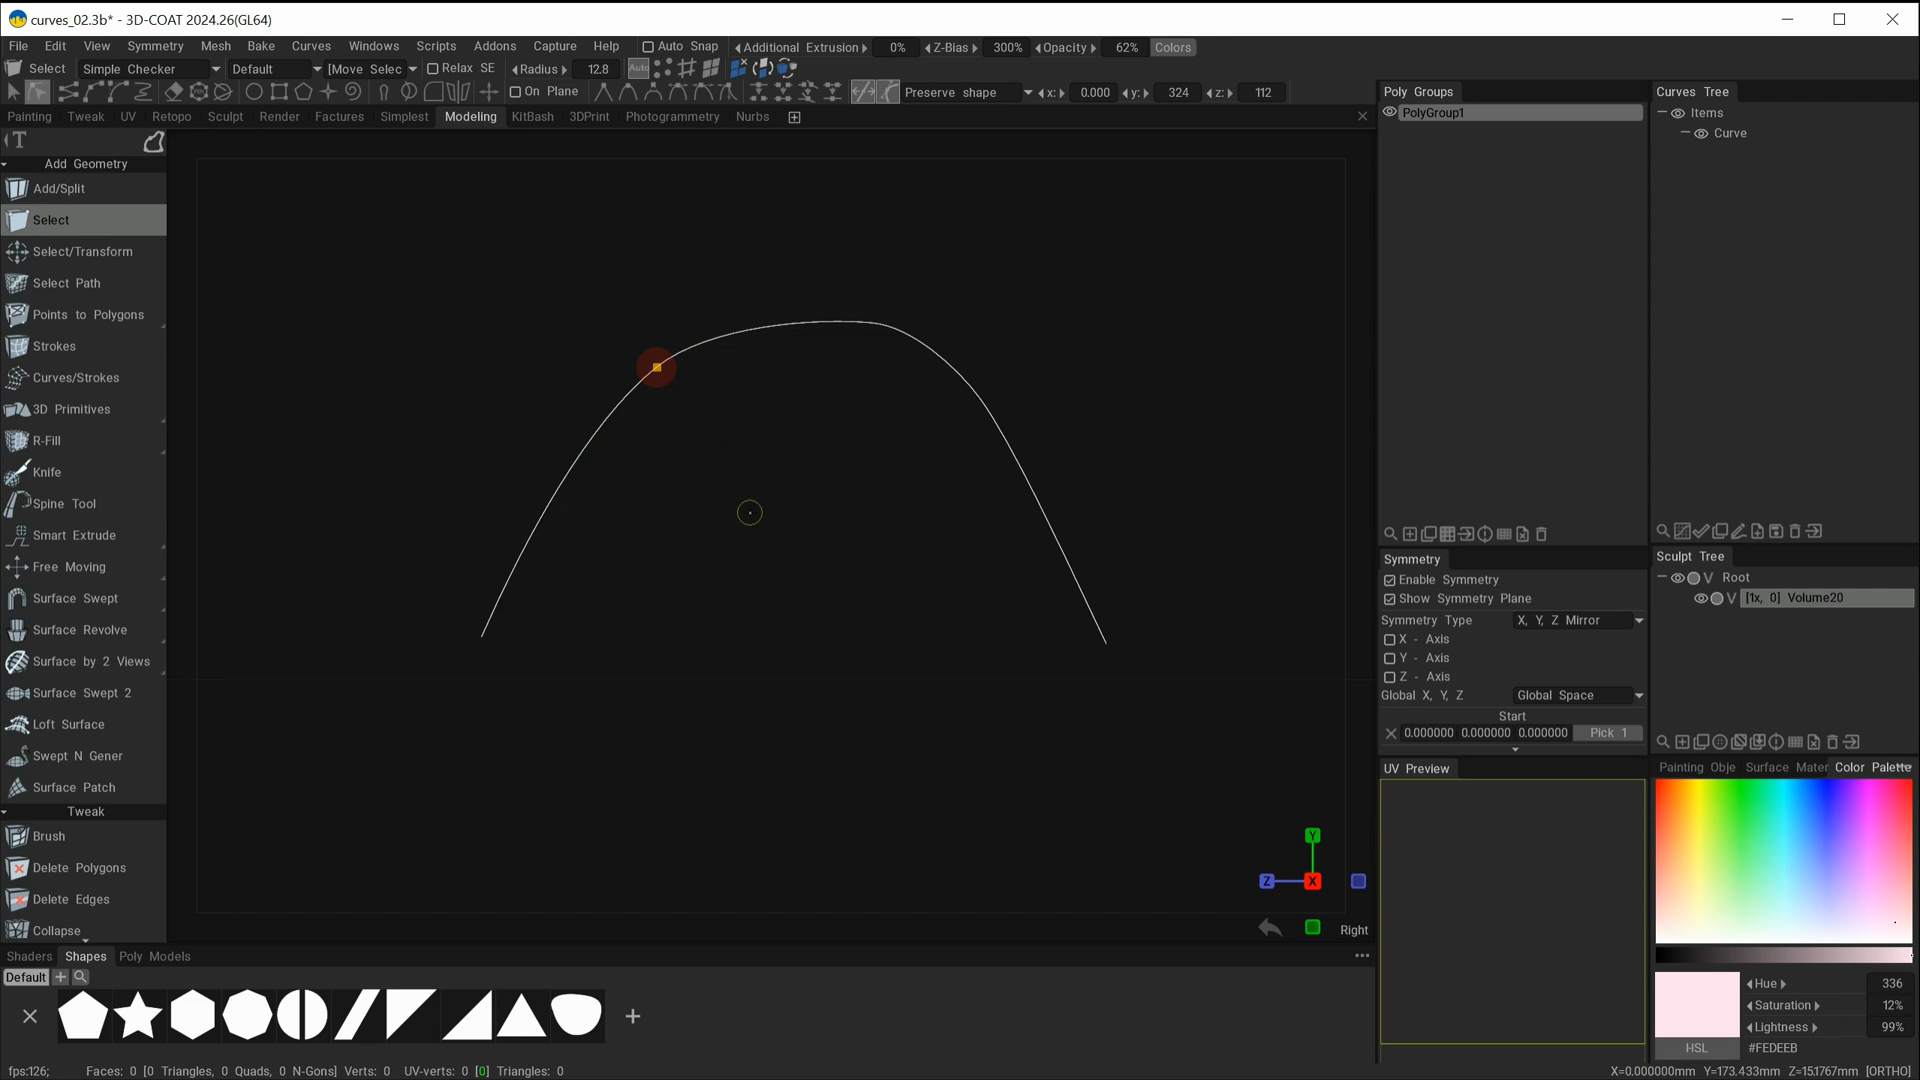 curves_02.3b* - 3D-COAT 2024.26(GL64)
File Edit View Symmetry Mesh Bake Curves Windows Scripts Addons Capture Help Auto Snap Additional Extrusion 0% Z-Bias 300% Opacity 62% Colors
Select Simple Checker Default [Move Selec Relax SE Radius 12.8 Auto
On Plane Preserve shape x: 0.000 y: 324 z: 112
Painting Tweak UV Retopo Sculpt Render Factures Simplest Modeling KitBash 3DPrint Photogrammetry Nurbs
T
Add Geometry
Add/Split
Select
Select/Transform
Select Path
Points to Polygons
Strokes
Curves/Strokes
3D Primitives
R-Fill
Knife
Spine Tool
Smart Extrude
Free Moving
Surface Swept
Surface Revolve
Surface by 2 Views
Surface Swept 2
Loft Surface
Swept N Gener
Surface Patch
Tweak
Brush
Delete Polygons
Delete Edges
Collapse
Y
Z X
Right
Poly Groups
PolyGroup1
Symmetry
Enable Symmetry
Show Symmetry Plane
Symmetry Type X, Y, Z Mirror
X - Axis
Y - Axis
Z - Axis
Global X, Y, Z Global Space
Start
0.000000 0.000000 0.000000 Pick 1
UV Preview
Curves Tree
Items
Curve
Sculpt Tree
V Root
V [1x, 0] Volume20
Painting Obje Surface Mater Color Palette
Hue 336
Saturation 12%
Lightness 99%
HSL #FEDEEB
Shaders Shapes Poly Models
Default
fps:126; Faces: 0 [0 Triangles, 0 Quads, 0 N-Gons] Verts: 0 UV-verts: 0 [0] Triangles: 0
X=0.000000mm Y=173.433mm Z=15.1767mm [ORTHO]